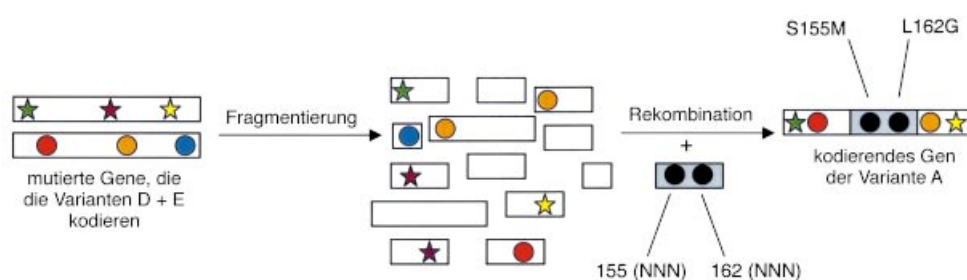 S155M
L162G
Fragmentierung
Rekombination
+
mutierte Gene, die
die Varianten D + E
kodieren
kodierendes Gen
der Variante A
155 (NNN)
162 (NNN)